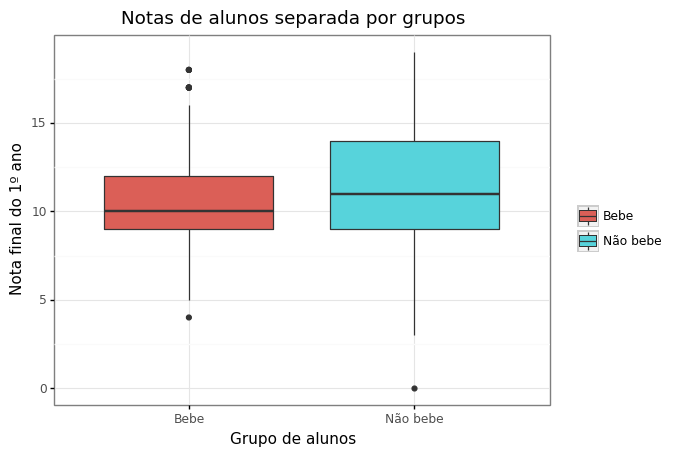 Notas de alunos separada por grupos
Nota final do 1º ano
15
10
5
0
Bebe
Não bebe
Grupo de alunos
Bebe
Não bebe